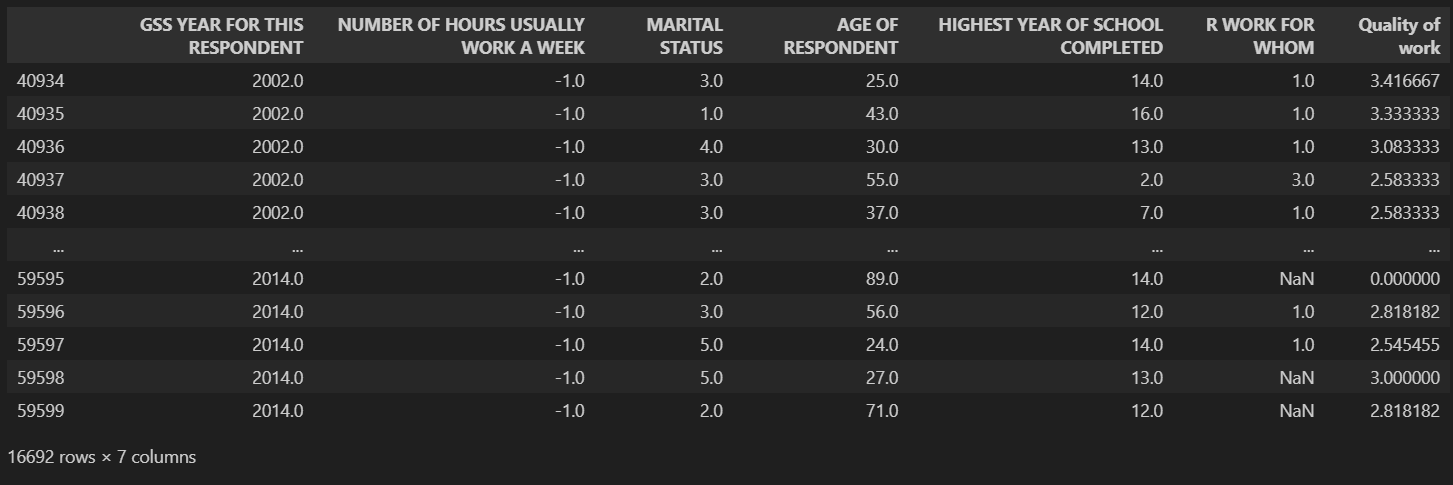 GSS YEAR FOR THIS RESPONDENT NUMBER OF HOURS USUALLY WORK A WEEK MARITAL STATUS AGE OF RESPONDENT HIGHEST YEAR OF SCHOOL COMPLETED R WORK FOR WHOM Quality of work
40934 2002.0 -1.0 3.0 25.0 14.0 1.0 3.416667
40935 2002.0 -1.0 1.0 43.0 16.0 1.0 3.333333
40936 2002.0 -1.0 4.0 30.0 13.0 1.0 3.083333
40937 2002.0 -1.0 3.0 55.0 2.0 3.0 2.583333
40938 2002.0 -1.0 3.0 37.0 7.0 1.0 2.583333
... ... ... ... ... ... ... ...
59595 2014.0 -1.0 2.0 89.0 14.0 NaN 0.000000
59596 2014.0 -1.0 3.0 56.0 12.0 1.0 2.818182
59597 2014.0 -1.0 5.0 24.0 14.0 1.0 2.545455
59598 2014.0 -1.0 5.0 27.0 13.0 NaN 3.000000
59599 2014.0 -1.0 2.0 71.0 12.0 NaN 2.818182
16692 rows × 7 columns